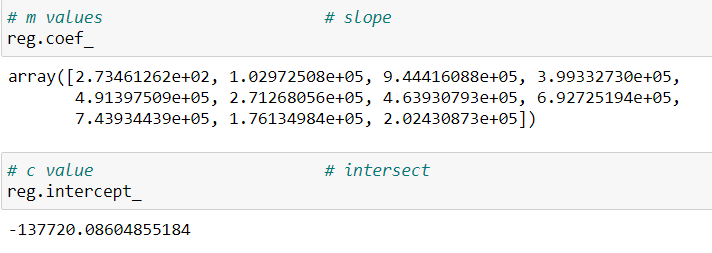 # m values # slope
reg.coef_
array([2.73461262e+02, 1.02972508e+05, 9.44416088e+05, 3.99332730e+05,
4.91397509e+05, 2.71268056e+05, 4.63930793e+05, 6.92725194e+05,
7.43934439e+05, 1.76134984e+05, 2.02430873e+05])
# c value # intersect
reg.intercept_
-137720.08604855184